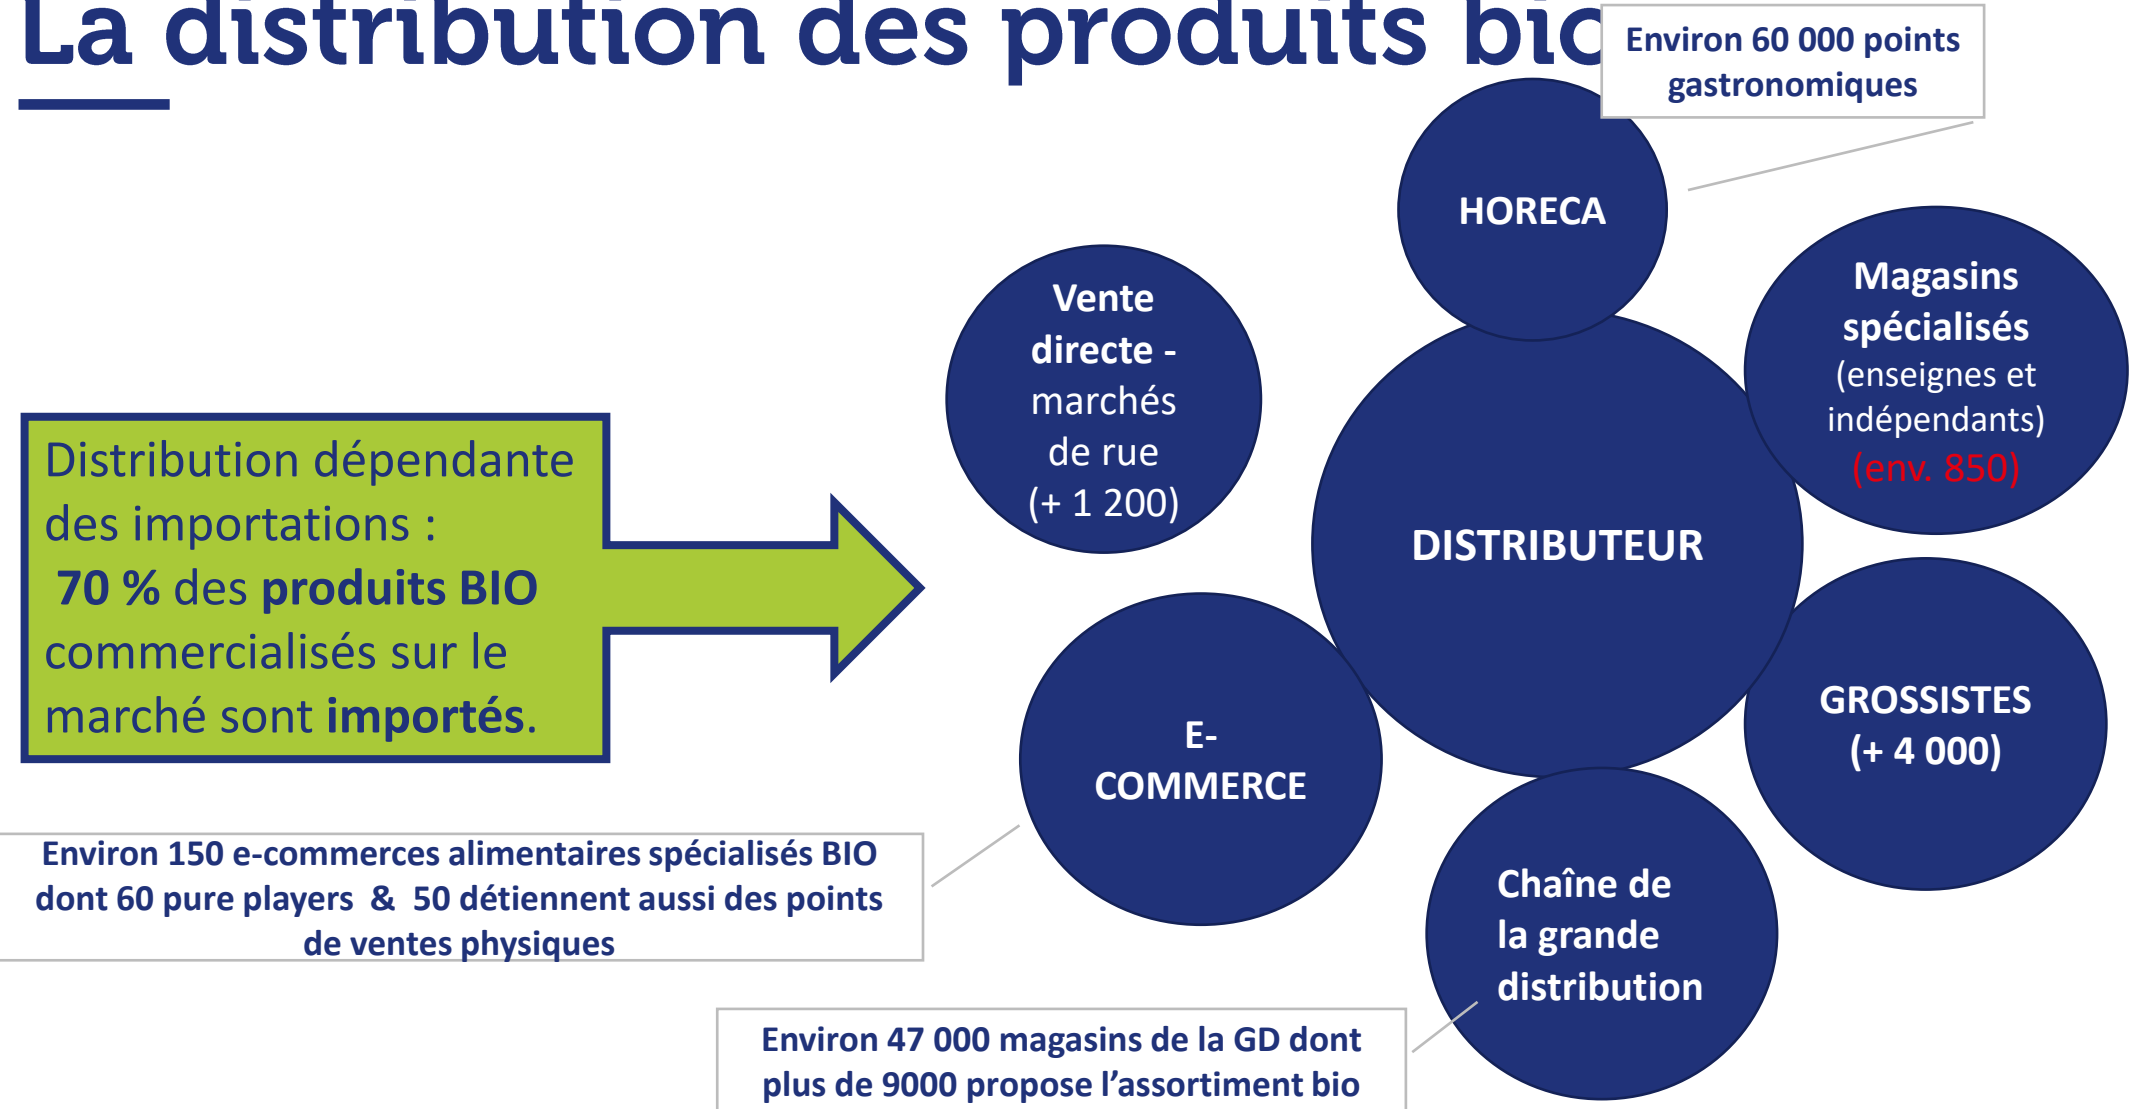 La distribution des produits bio
Environ 60 000 points
gastronomiques
HORECA
Magasins
spécialisés
(enseignes et
indépendants)
(env. 850)
Vente
directe -
marchés
de rue
(+ 1 200)
DISTRIBUTEUR
Distribution dépendante
des importations :
70 % des produits BIO
commercialisés sur le
marché sont importés.
GROSSISTES
(+ 4 000)
E-
COMMERCE
Environ 150 e-commerces alimentaires spécialisés BIO
dont 60 pure players & 50 détiennent aussi des points
de ventes physiques
Chaîne de
la grande
distribution
Environ 47 000 magasins de la GD dont
plus de 9000 propose l’assortiment bio